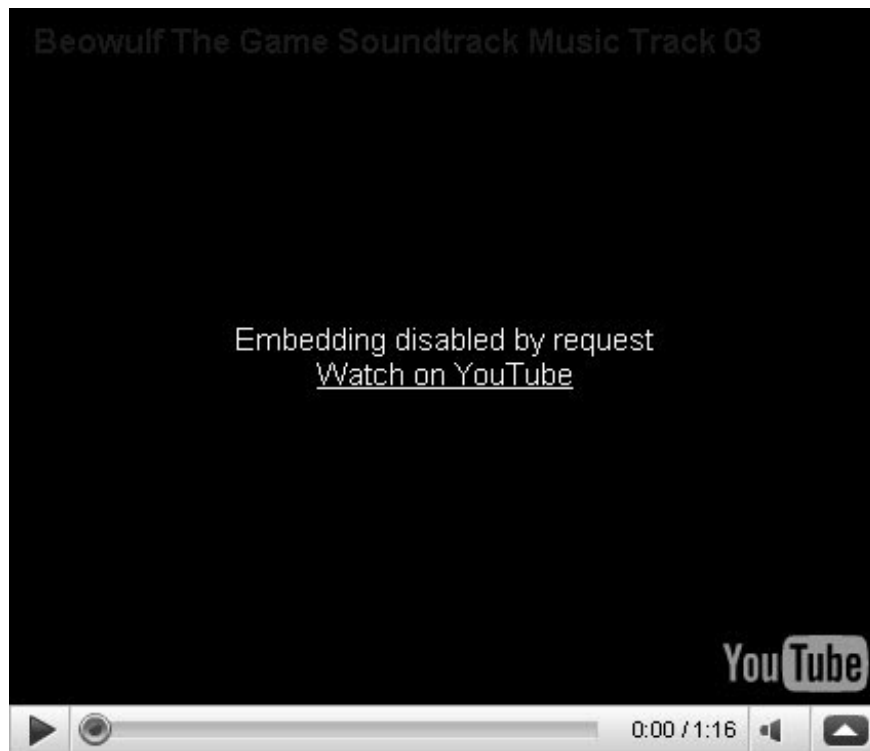 Beowulf The Game Soundtrack Music Track 03
Embedding disabled by request
Watch on YouTube
YouTube
0:00 / 1:16